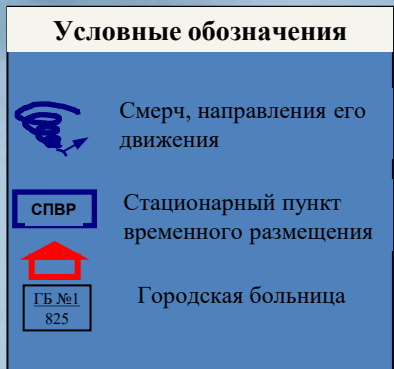 Условные обозначения
Смерч, направления его
движения
СПВР
Стационарный пункт
временного размещения
ГБ №1
825
Городская больница